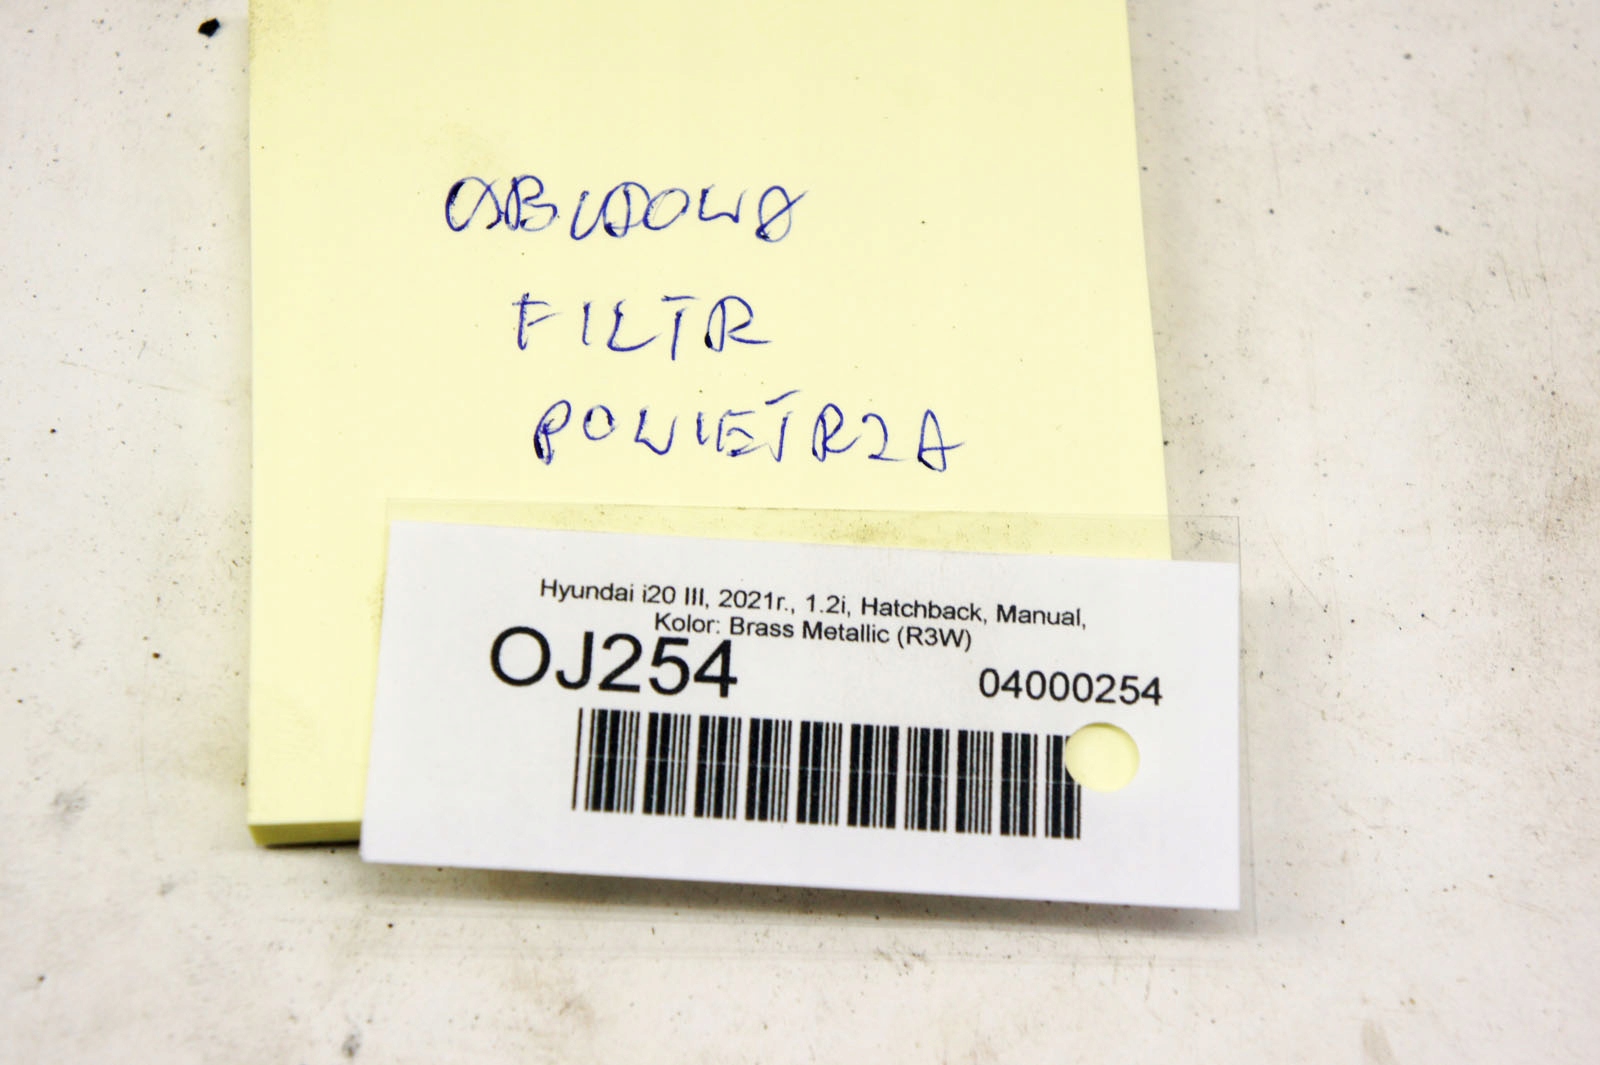 OBUDOWA
FILTR
POWIETRZA
Hyundai i20 III, 2021r., 1.2i, Hatchback, Manual,
Kolor: Brass Metallic (R3W)
OJ254
04000254